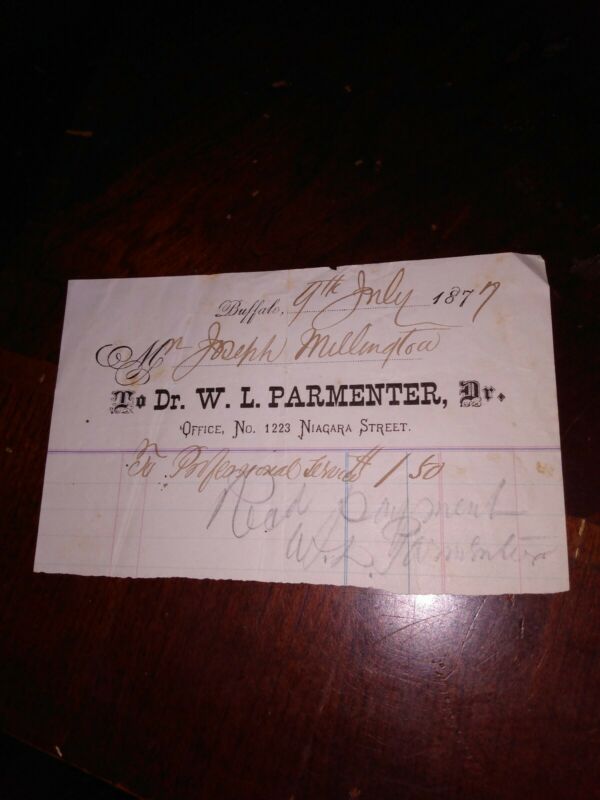 Buffalo, 9th July 1877
Mr Joseph Millington
To Dr. W. L. PARMENTER, Dr.
OFFICE, No. 1223 NIAGARA STREET.
To Professional Services 1 50
Recd payment
W. L. Parmenter